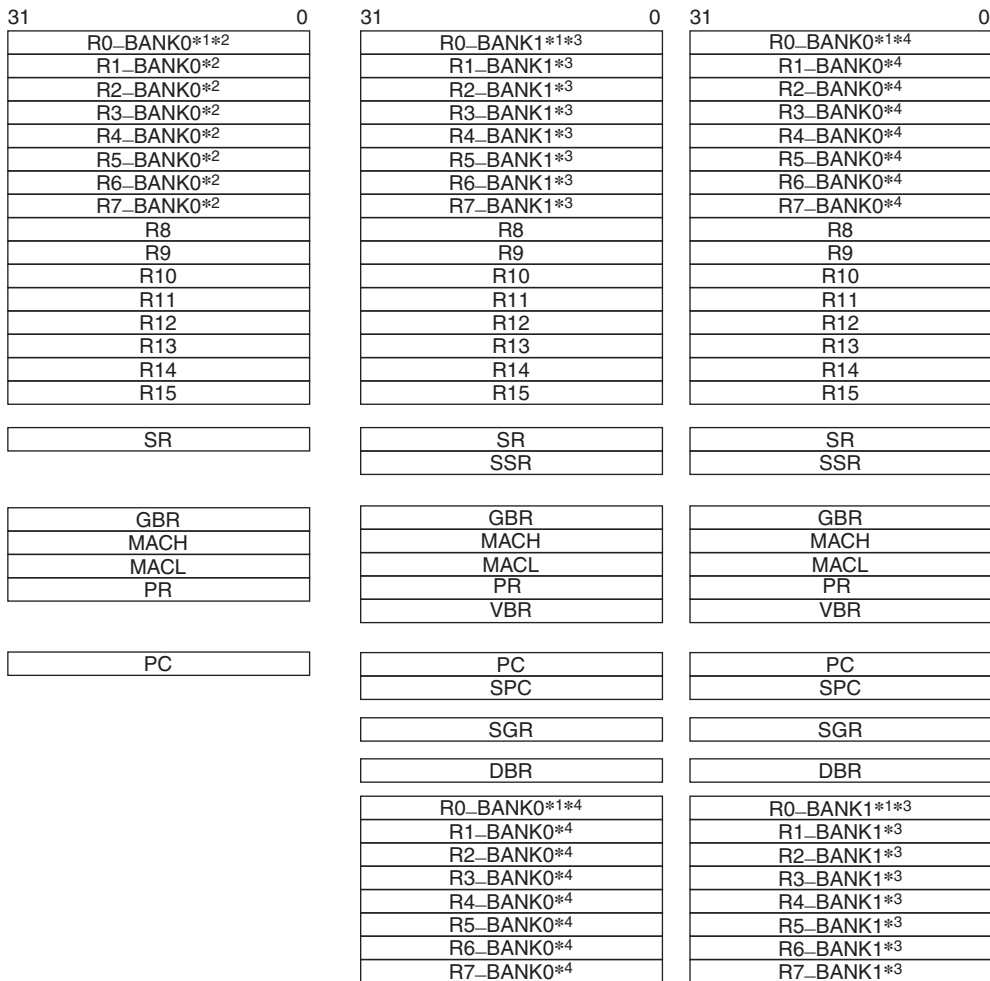 31 0
R0_BANK0*1*2
R1_BANK0*2
R2_BANK0*2
R3_BANK0*2
R4_BANK0*2
R5_BANK0*2
R6_BANK0*2
R7_BANK0*2
R8
R9
R10
R11
R12
R13
R14
R15
SR
GBR
MACH
MACL
PR
PC
31 0
R0_BANK1*1*3
R1_BANK1*3
R2_BANK1*3
R3_BANK1*3
R4_BANK1*3
R5_BANK1*3
R6_BANK1*3
R7_BANK1*3
R8
R9
R10
R11
R12
R13
R14
R15
SR
SSR
GBR
MACH
MACL
PR
VBR
PC
SPC
SGR
DBR
R0_BANK0*1*4
R1_BANK0*4
R2_BANK0*4
R3_BANK0*4
R4_BANK0*4
R5_BANK0*4
R6_BANK0*4
R7_BANK0*4
31 0
R0_BANK0*1*4
R1_BANK0*4
R2_BANK0*4
R3_BANK0*4
R4_BANK0*4
R5_BANK0*4
R6_BANK0*4
R7_BANK0*4
R8
R9
R10
R11
R12
R13
R14
R15
SR
SSR
GBR
MACH
MACL
PR
VBR
PC
SPC
SGR
DBR
R0_BANK1*1*3
R1_BANK1*3
R2_BANK1*3
R3_BANK1*3
R4_BANK1*3
R5_BANK1*3
R6_BANK1*3
R7_BANK1*3